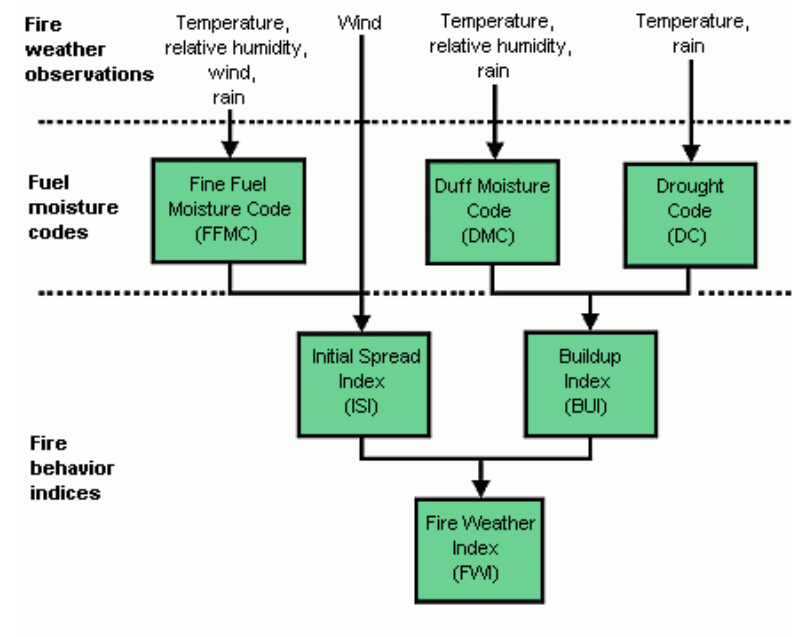 Fire
weather
observations
Temperature,
relative humidity,
wind,
rain
Wind
Temperature,
relative humidity,
rain
Temperature,
rain
Fuel
moisture
codes
Fine Fuel
Moisture Code
(FFMC)
Duff Moisture
Code
(DMC)
Drought
Code
(DC)
Fire
behavior
indices
Initial Spread
Index
(ISI)
Buildup
Index
(BUI)
Fire Weather
Index
(FWI)